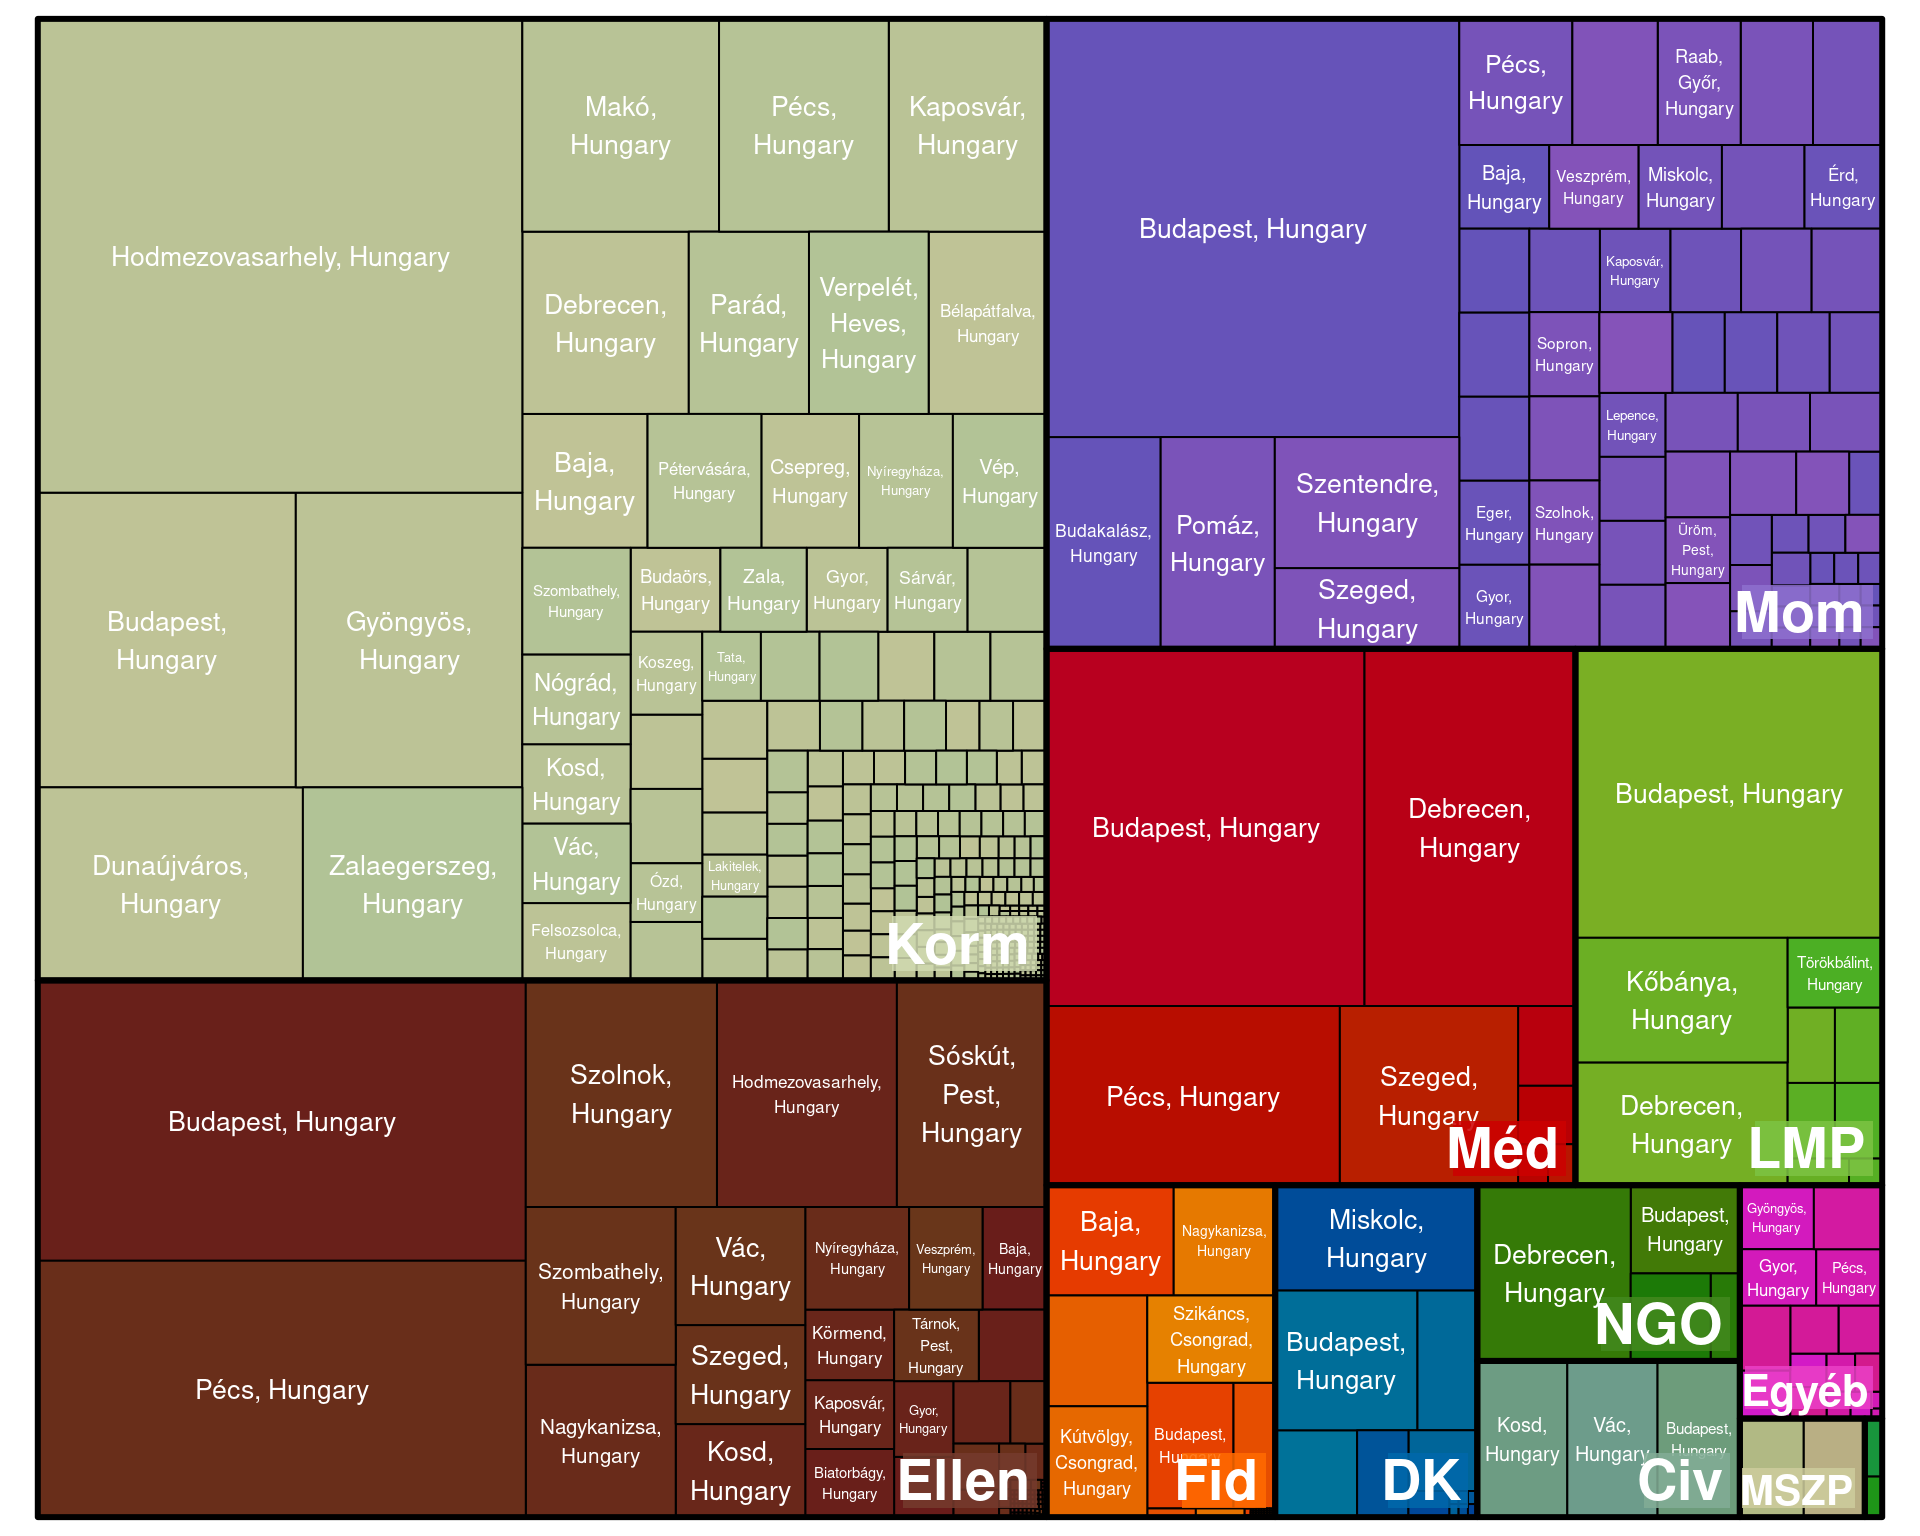 Hodmezovasarhely, Hungary
Budapest,
Hungary
Gyöngyös,
Hungary
Dunaújváros,
Hungary
Zalaegerszeg,
Hungary
Makó,
Hungary
Pécs,
Hungary
Kaposvár,
Hungary
Debrecen,
Hungary
Parád,
Hungary
Verpelét,
Heves,
Hungary
Bélapátfalva,
Hungary
Baja,
Hungary
Pétervására,
Hungary
Csepreg,
Hungary
Nyíregyháza,
Hungary
Vép,
Hungary
Szombathely,
Hungary
Budaörs,
Hungary
Zala,
Hungary
Gyor,
Hungary
Sárvár,
Hungary
Nógrád,
Hungary
Koszeg,
Hungary
Tata,
Hungary
Kosd,
Hungary
Vác,
Hungary
Ózd,
Hungary
Lakitelek,
Hungary
Felsozsolca,
Hungary
Korm
Budapest, Hungary
Budakalász,
Hungary
Pomáz,
Hungary
Szentendre,
Hungary
Szeged,
Hungary
Pécs,
Hungary
Raab,
Győr,
Hungary
Baja,
Hungary
Veszprém,
Hungary
Miskolc,
Hungary
Érd,
Hungary
Kaposvár,
Hungary
Sopron,
Hungary
Lepence,
Hungary
Eger,
Hungary
Szolnok,
Hungary
Üröm,
Pest,
Hungary
Gyor,
Hungary
Mom
Budapest, Hungary
Pécs, Hungary
Szolnok,
Hungary
Hodmezovasarhely,
Hungary
Sóskút,
Pest,
Hungary
Szombathely,
Hungary
Vác,
Hungary
Nyíregyháza,
Hungary
Veszprém,
Hungary
Baja,
Hungary
Szeged,
Hungary
Körmend,
Hungary
Tárnok,
Pest,
Hungary
Nagykanizsa,
Hungary
Kosd,
Hungary
Kaposvár,
Hungary
Gyor,
Hungary
Biatorbágy,
Hungary
Ellen
Budapest, Hungary
Debrecen,
Hungary
Pécs, Hungary
Szeged,
Hungary
Méd
Budapest, Hungary
Kőbánya,
Hungary
Törökbálint,
Hungary
Debrecen,
Hungary
LMP
Baja,
Hungary
Nagykanizsa,
Hungary
Szikáncs,
Csongrad,
Hungary
Kútvölgy,
Csongrad,
Hungary
Budapest,
Hungary
Fid
Miskolc,
Hungary
Budapest,
Hungary
DK
Debrecen,
Hungary
Budapest,
Hungary
NGO
Kosd,
Hungary
Vác,
Hungary
Budapest,
Hungary
Civ
Gyöngyös,
Hungary
Gyor,
Hungary
Pécs,
Hungary
Egyéb
MSZP